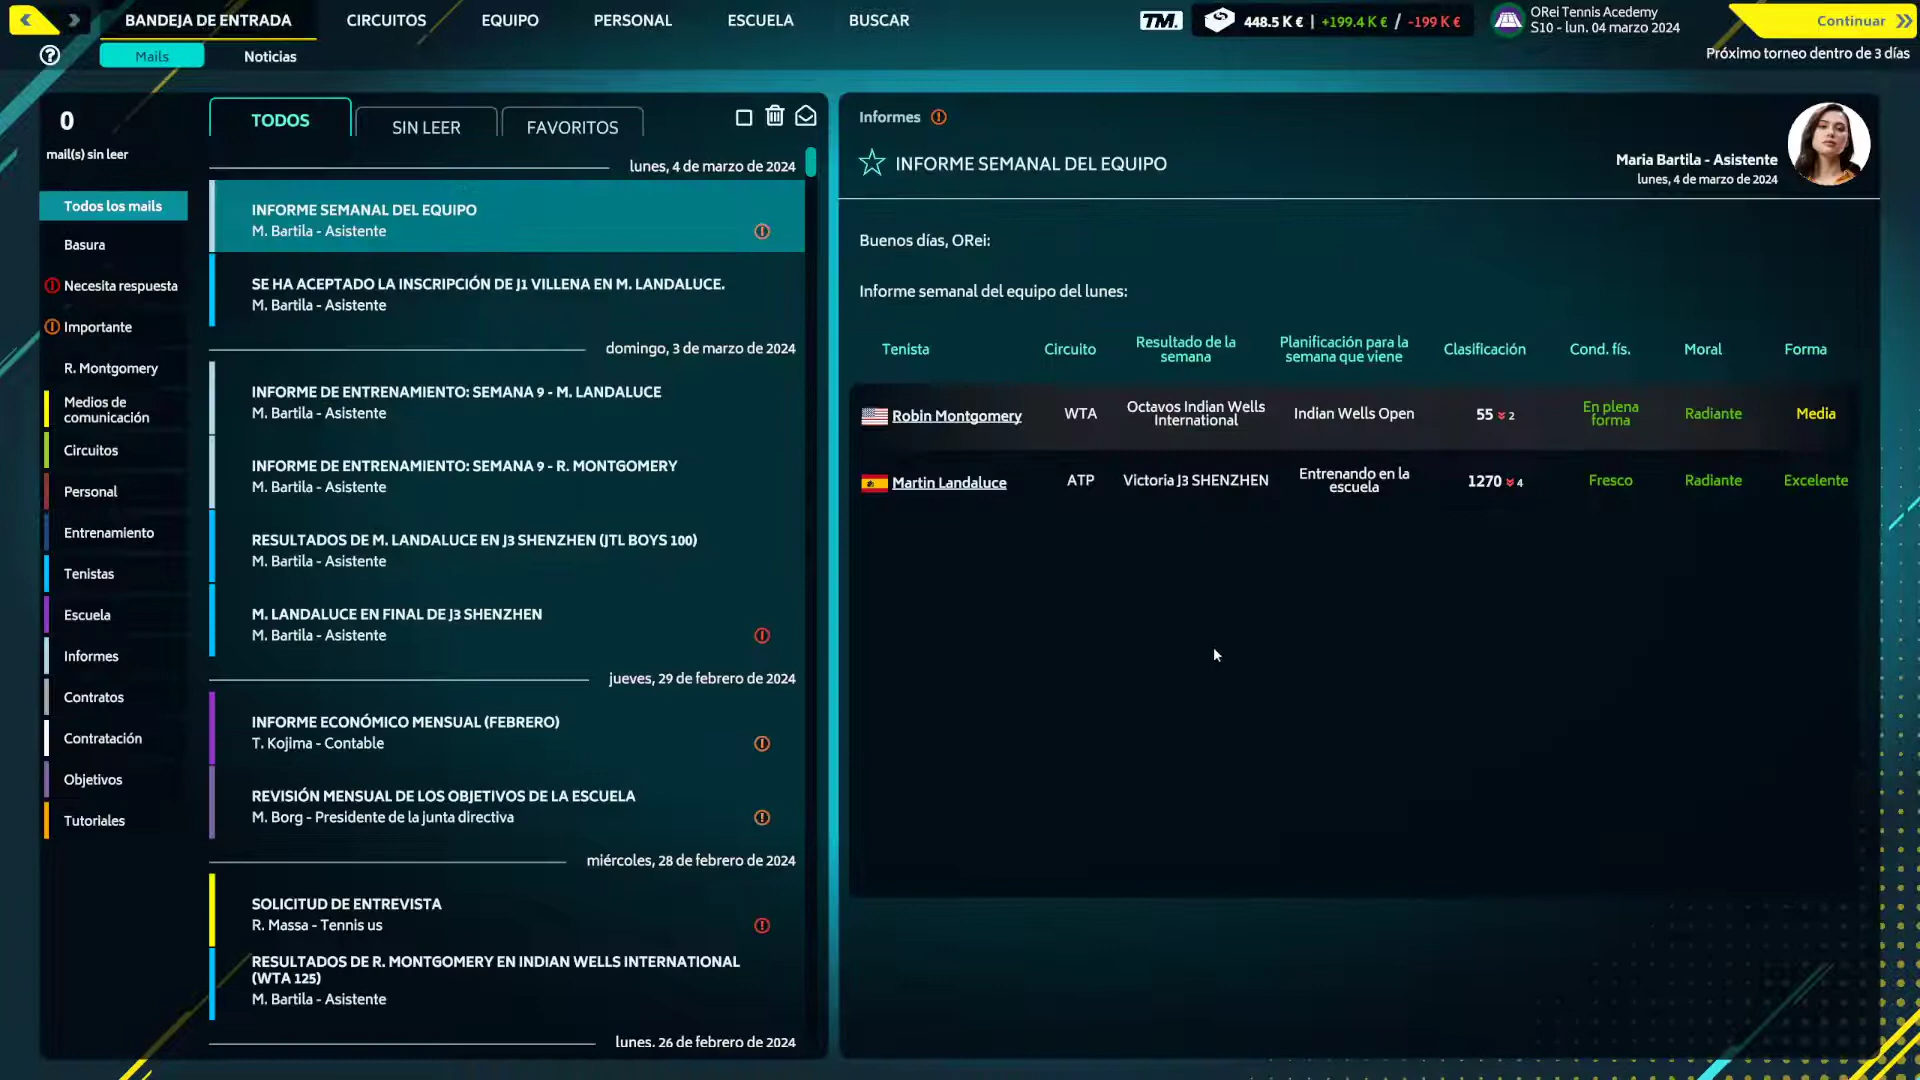 BANDEJA DE ENTRADA
CIRCUITOS
EQUIPO
PERSONAL
ESCUELA
BUSCAR
TM.
448.5 K € | +199.4 K € / -199 K €
ORei Tennis Acedemy
S10 - lun. 04 marzo 2024
Continuar
Próximo torneo dentro de 3 días
Mails
Noticias
0
mail(s) sin leer
Todos los mails
Basura
Necesita respuesta
Importante
R. Montgomery
Medios de
comunicación
Circuitos
Personal
Entrenamiento
Tenistas
Escuela
Informes
Contratos
Contratación
Objetivos
Tutoriales
TODOS
SIN LEER
FAVORITOS
lunes, 4 de marzo de 2024
INFORME SEMANAL DEL EQUIPO
M. Bartila - Asistente
SE HA ACEPTADO LA INSCRIPCIÓN DE J1 VILLENA EN M. LANDALUCE.
M. Bartila - Asistente
domingo, 3 de marzo de 2024
INFORME DE ENTRENAMIENTO: SEMANA 9 - M. LANDALUCE
M. Bartila - Asistente
INFORME DE ENTRENAMIENTO: SEMANA 9 - R. MONTGOMERY
M. Bartila - Asistente
RESULTADOS DE M. LANDALUCE EN J3 SHENZHEN (JTL BOYS 100)
M. Bartila - Asistente
M. LANDALUCE EN FINAL DE J3 SHENZHEN
M. Bartila - Asistente
jueves, 29 de febrero de 2024
INFORME ECONÓMICO MENSUAL (FEBRERO)
T. Kojima - Contable
REVISIÓN MENSUAL DE LOS OBJETIVOS DE LA ESCUELA
M. Borg - Presidente de la junta directiva
miércoles, 28 de febrero de 2024
SOLICITUD DE ENTREVISTA
R. Massa - Tennis us
RESULTADOS DE R. MONTGOMERY EN INDIAN WELLS INTERNATIONAL
(WTA 125)
M. Bartila - Asistente
lunes, 26 de febrero de 2024
Informes
INFORME SEMANAL DEL EQUIPO
Maria Bartila - Asistente
lunes, 4 de marzo de 2024
Buenos días, ORei:
Informe semanal del equipo del lunes:
Tenista
Circuito
Resultado de la
semana
Planificación para la
semana que viene
Clasificación
Cond. fís.
Moral
Forma
Robin Montgomery
WTA
Octavos Indian Wells
International
Indian Wells Open
55 2
En plena
forma
Radiante
Media
Martin Landaluce
ATP
Victoria J3 SHENZHEN
Entrenando en la
escuela
1270 4
Fresco
Radiante
Excelente